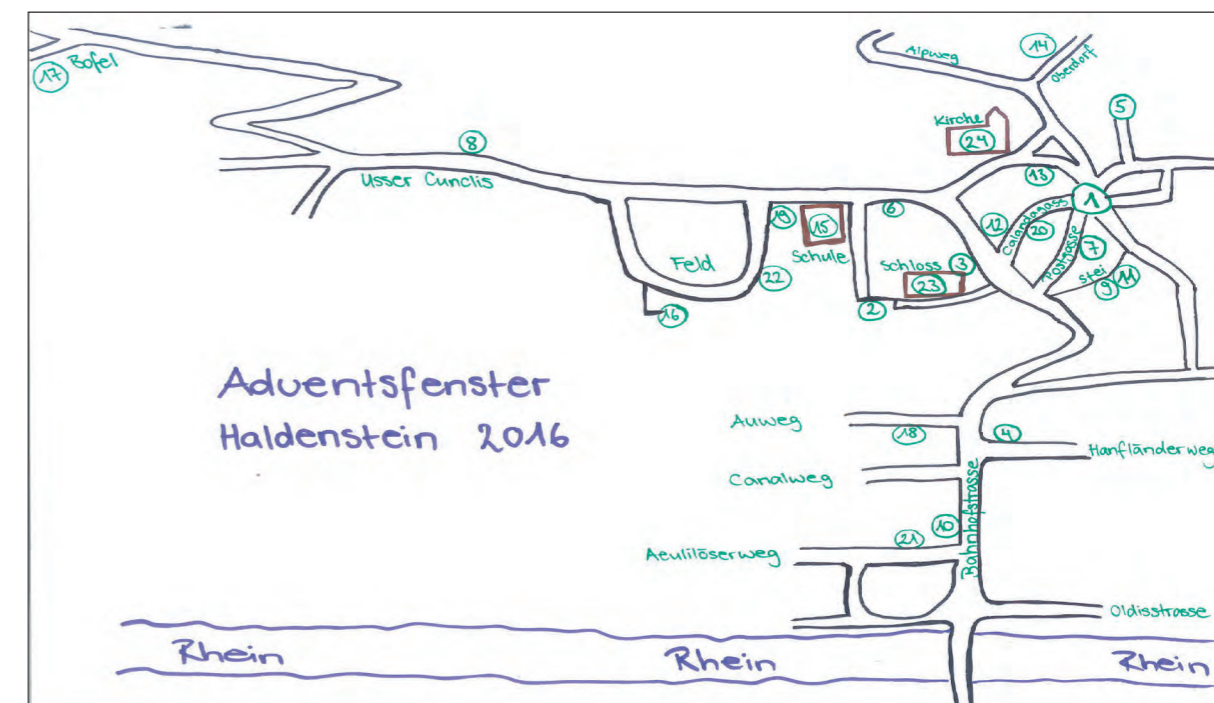 14
Alpweg
Oberdorf
17
Bofel
5
Kirche
24
8
Usser Cunclis
13
1
6
12
Calandagass
20
19
15
Schule
Postgasse
7
Feld
Schloss
3
23
stei
9
11
22
16
2
Adventsfenster
Haldenstein 2016
Auweg
18
4
Hanfländerweg
Canalweg
Bahnhofstrasse
10
21
Aeulilöserweg
Oldisstrasse
Rhein
Rhein
Rhein